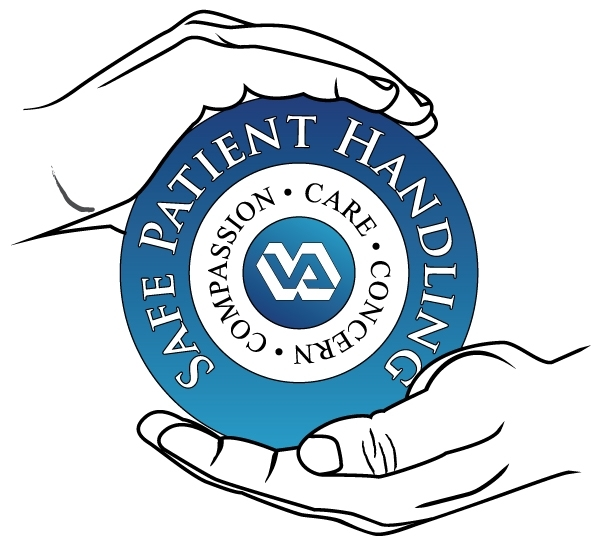 SAFE PATIENT HANDLING
COMPASSION • CARE • CONCERN •
VA